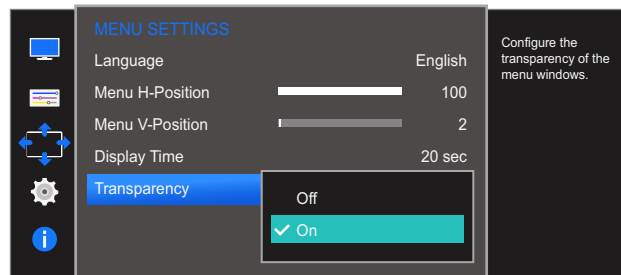 MENU SETTINGS
Language English
Menu H-Position 100
Menu V-Position 2
Display Time 20 sec
Transparency
Off
On
Configure the
transparency of the
menu windows.